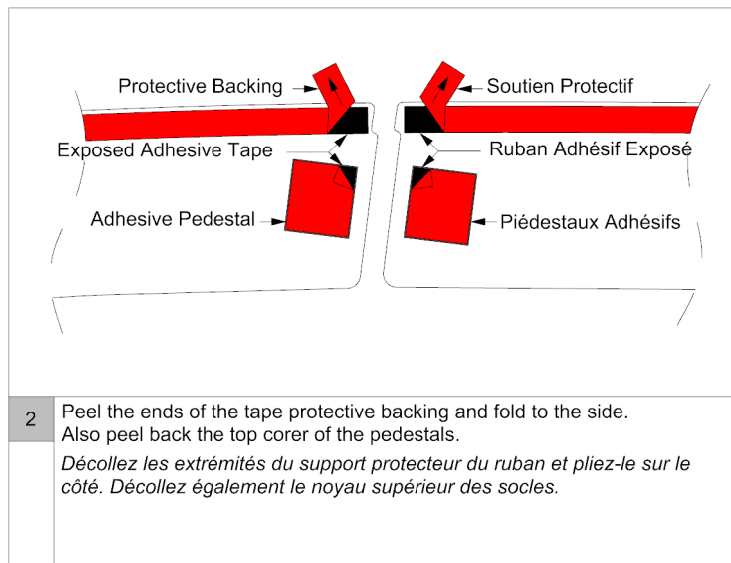 Protective Backing
Soutien Protectif
Exposed Adhesive Tape
Ruban Adhésif Exposé
Adhesive Pedestal
Piédestaux Adhésifs
2
Peel the ends of the tape protective backing and fold to the side.
Also peel back the top corer of the pedestals.
Décollez les extrémités du support protecteur du ruban et pliez-le sur le
côté. Décollez également le noyau supérieur des socles.